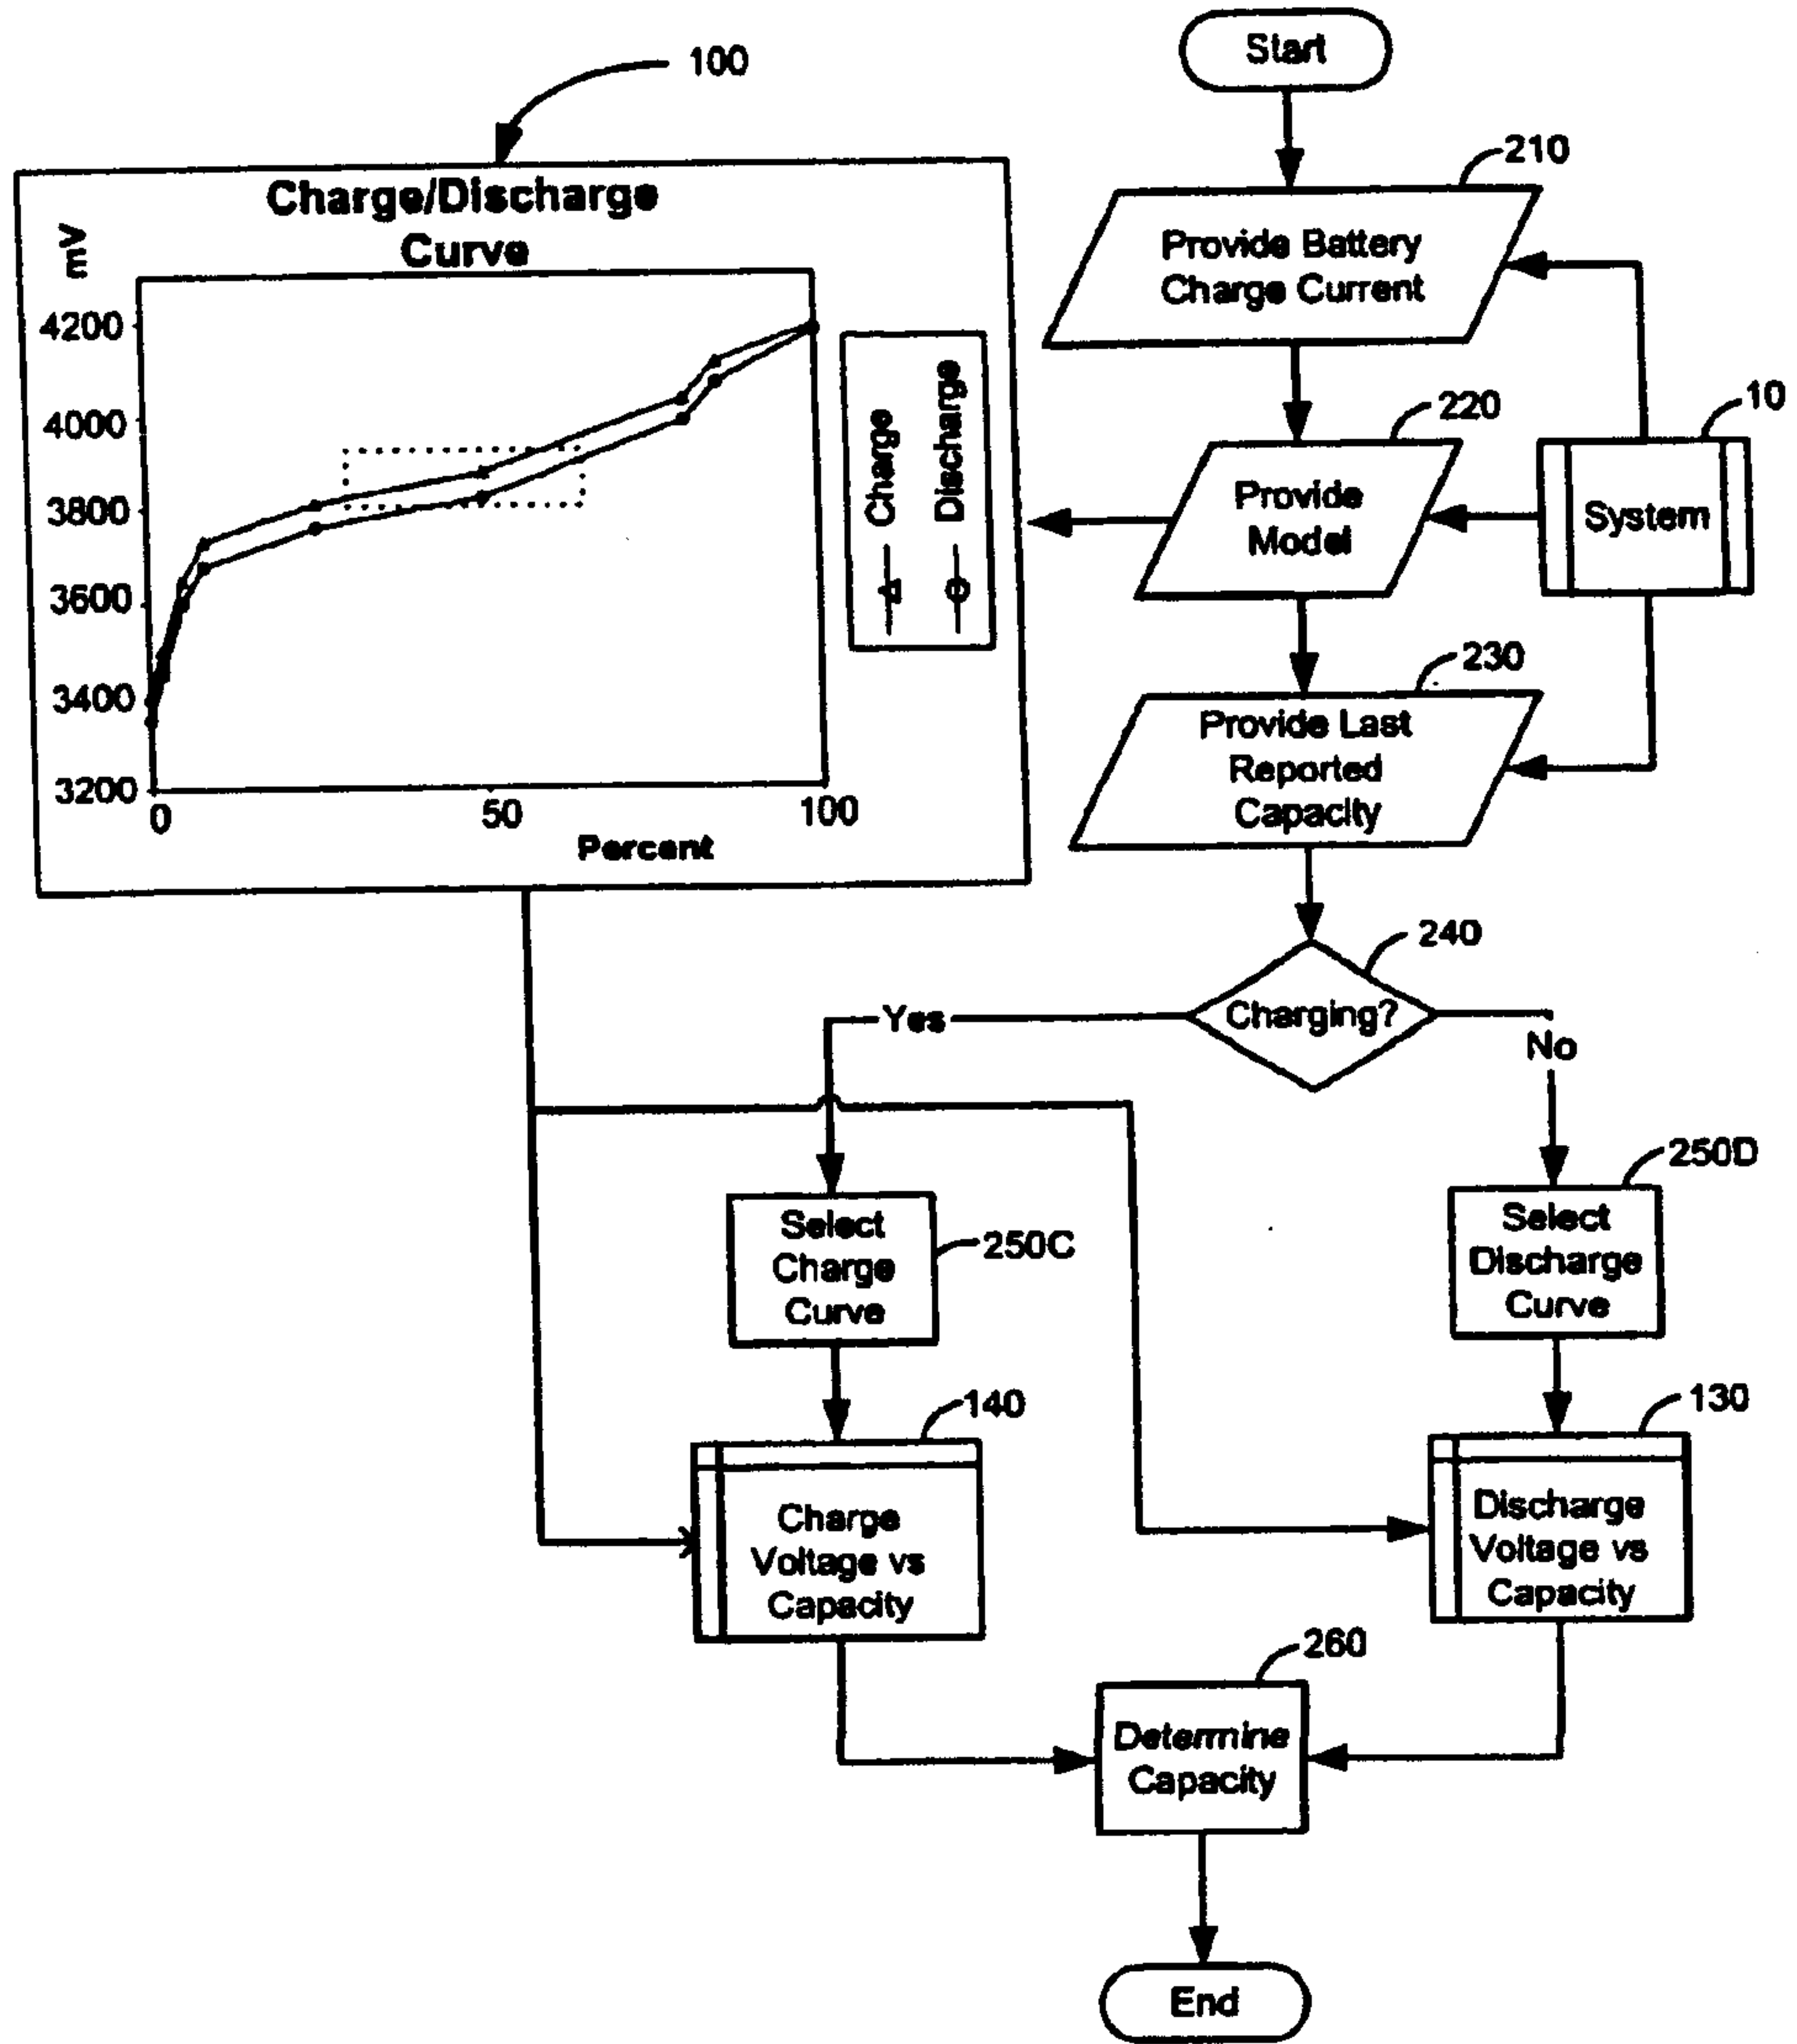 100
Charge/Discharge
Curve
mV
4200
4000
3800
3600
3400
3200
0
50
100
Percent
Charge
Discharge
Start
210
Provide Battery
Charge Current
220
Provide
Model
10
System
230
Provide Last
Reported
Capacity
240
Charging?
Yes
No
250C
Select
Charge
Curve
250D
Select
Discharge
Curve
140
Charge
Voltage vs
Capacity
130
Discharge
Voltage vs
Capacity
260
Determine
Capacity
End